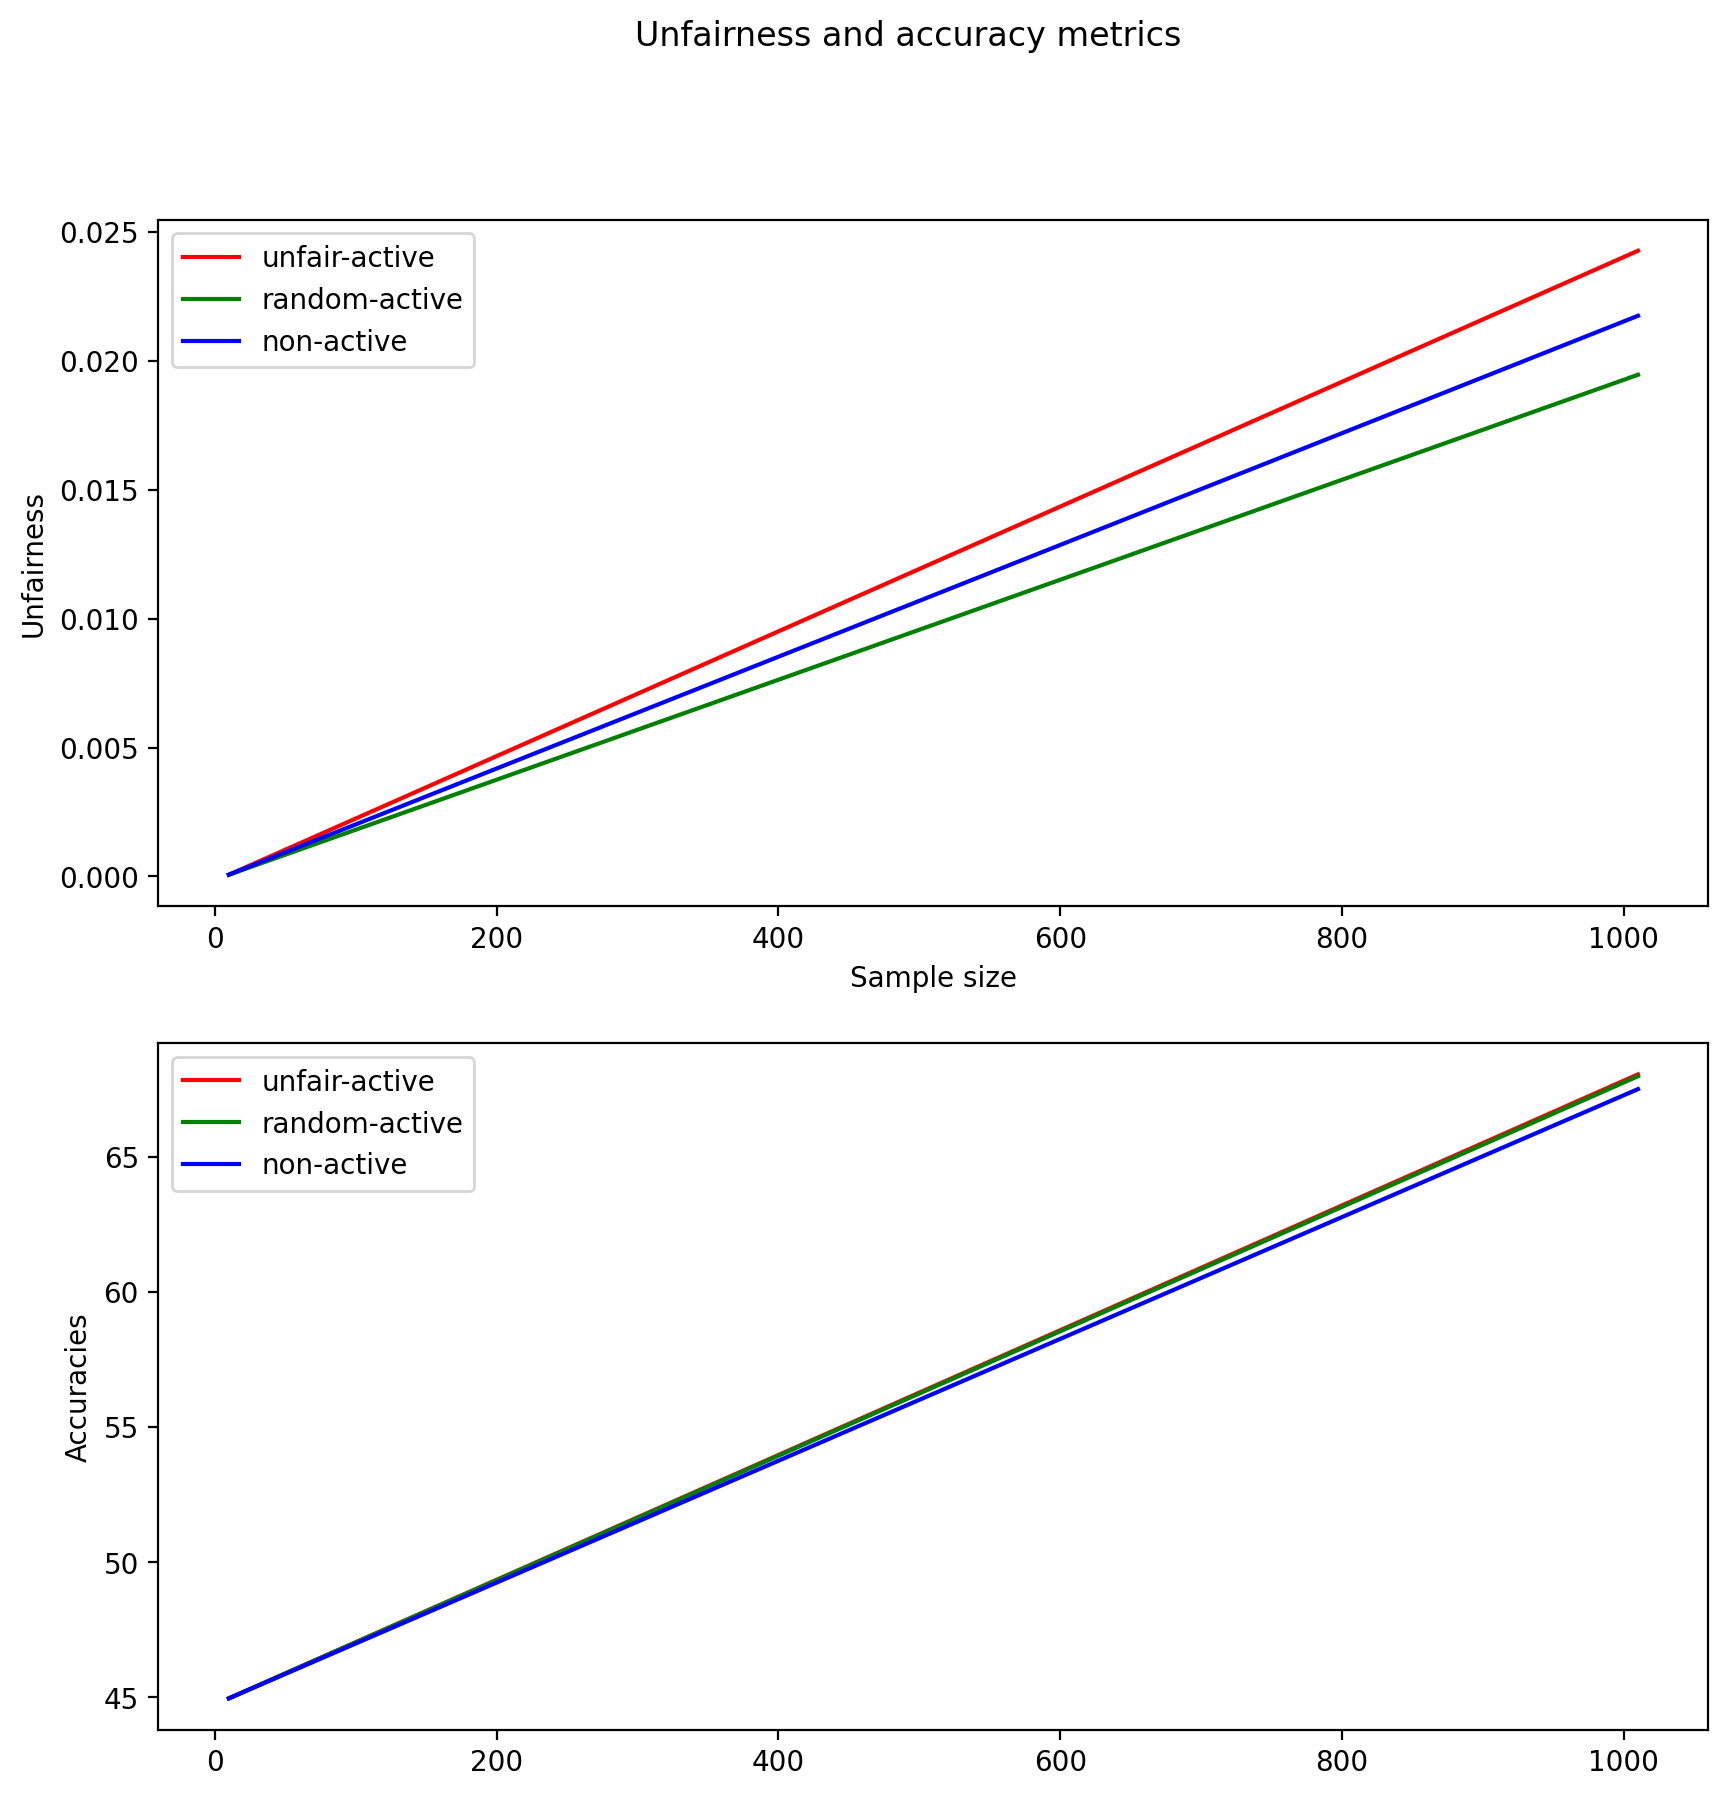 Unfairness and accuracy metrics
0.025
0.020
0.015
0.010
0.005
0.000
Unfairness
unfair-active
random-active
non-active
0 200 400 600 800 1000
Sample size
65
60
55
50
45
Accuracies
unfair-active
random-active
non-active
0 200 400 600 800 1000